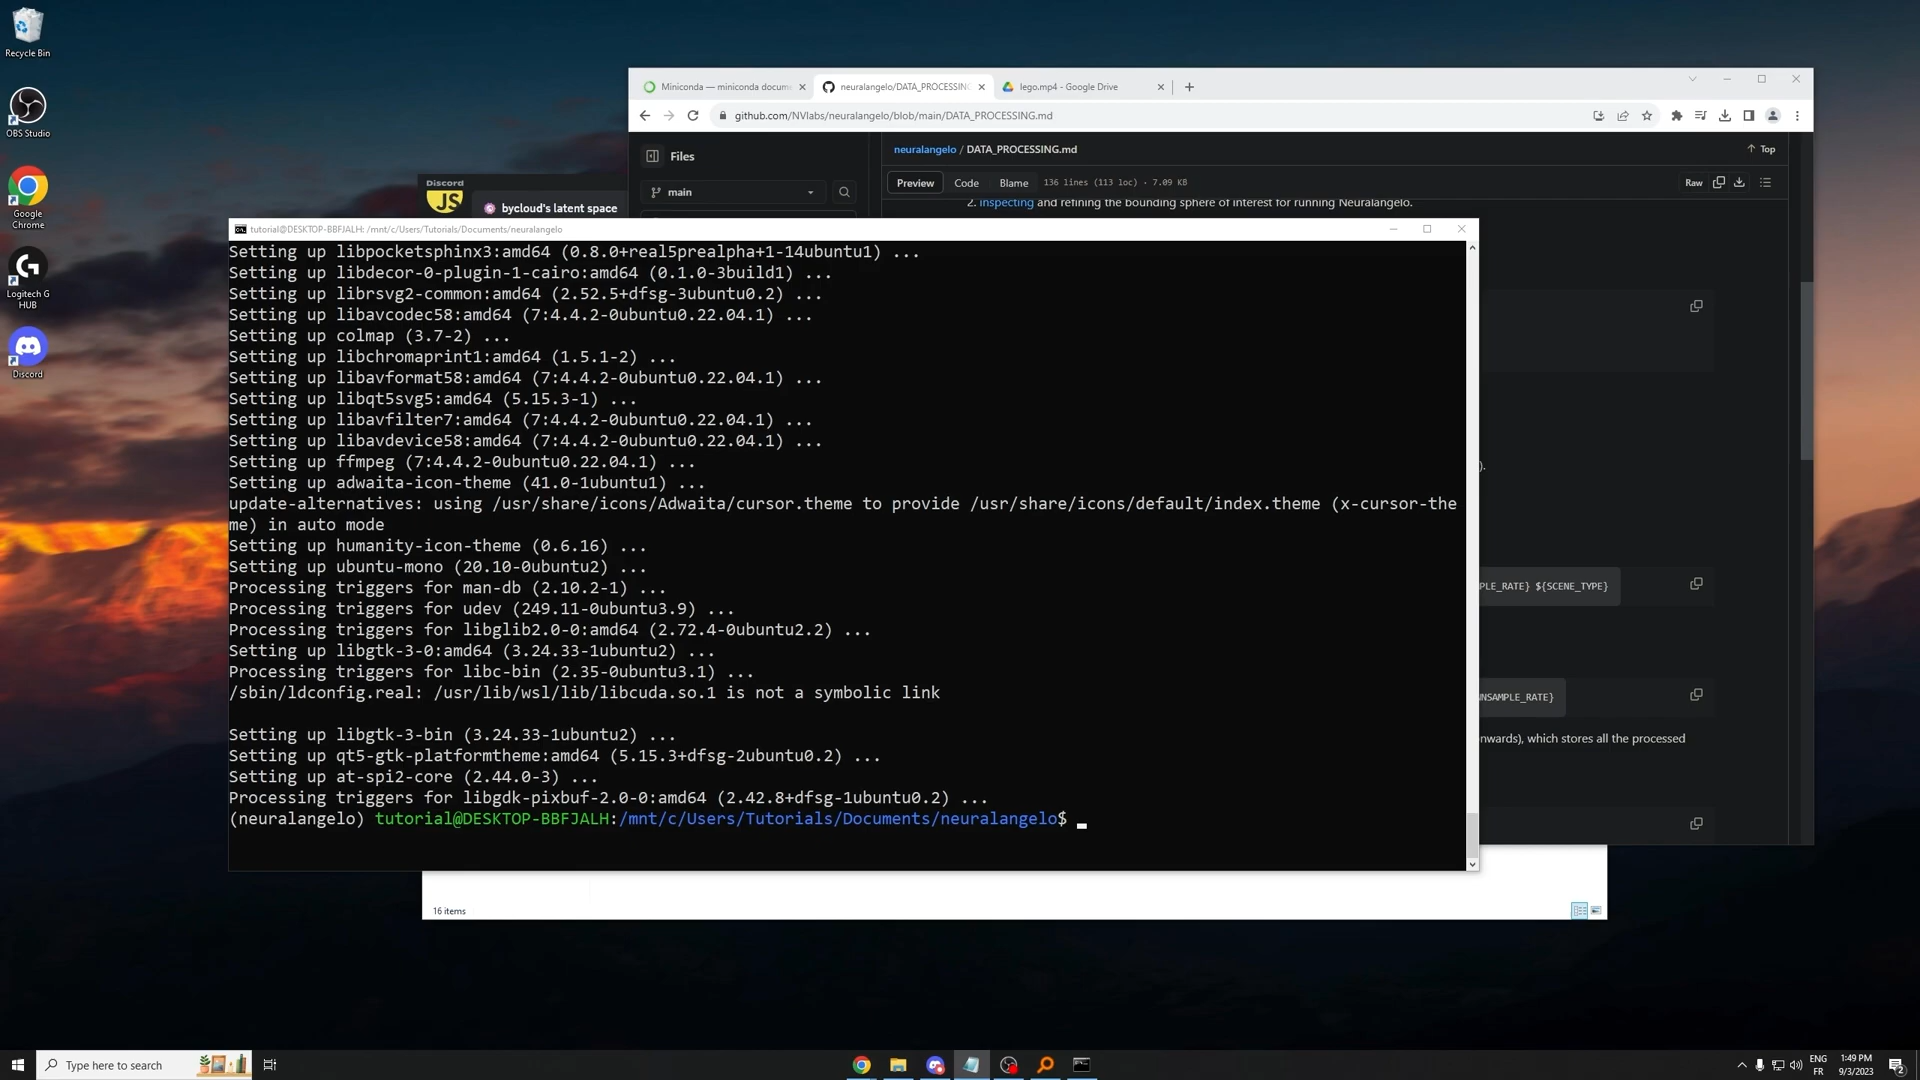 Recycle Bin
OBS Studio
Google
Chrome
Logitech G
HUB
Discord
Miniconda — miniconda docum
neuralangelo/DATA_PROCESSING
lego.mp4 - Google Drive
github.com/NVlabs/neuralangelo/blob/main/DATA_PROCESSING.md
Files
main
neuralangelo / DATA_PROCESSING.md
Top
Preview
Code
Blame
136 lines (113 loc) · 7.09 KB
Raw
2. Inspecting and refining the bounding sphere of interest for running Neuralangelo.
Discord
JS
bycloud's latent space
tutorial@DESKTOP-BBFJALH: /mnt/c/Users/Tutorials/Documents/neuralangelo
Setting up libpocketsphinx3:amd64 (0.8.0+real5prealpha+1-14ubuntu1) ...
Setting up libdecor-0-plugin-1-cairo:amd64 (0.1.0-3build1) ...
Setting up librsvg2-common:amd64 (2.52.5+dfsg-3ubuntu0.2) ...
Setting up libavcodec58:amd64 (7:4.4.2-0ubuntu0.22.04.1) ...
Setting up colmap (3.7-2) ...
Setting up libchromaprint1:amd64 (1.5.1-2) ...
Setting up libavformat58:amd64 (7:4.4.2-0ubuntu0.22.04.1) ...
Setting up libqt5svg5:amd64 (5.15.3-1) ...
Setting up libavfilter7:amd64 (7:4.4.2-0ubuntu0.22.04.1) ...
Setting up libavdevice58:amd64 (7:4.4.2-0ubuntu0.22.04.1) ...
Setting up ffmpeg (7:4.4.2-0ubuntu0.22.04.1) ...
Setting up adwaita-icon-theme (41.0-1ubuntu1) ...
update-alternatives: using /usr/share/icons/Adwaita/cursor.theme to provide /usr/share/icons/default/index.theme (x-cursor-the
me) in auto mode
Setting up humanity-icon-theme (0.6.16) ...
Setting up ubuntu-mono (20.10-0ubuntu2) ...
Processing triggers for man-db (2.10.2-1) ...
Processing triggers for udev (249.11-0ubuntu3.9) ...
Processing triggers for libglib2.0-0:amd64 (2.72.4-0ubuntu2.2) ...
Setting up libgtk-3-0:amd64 (3.24.33-1ubuntu2) ...
Processing triggers for libc-bin (2.35-0ubuntu3.1) ...
/sbin/ldconfig.real: /usr/lib/wsl/lib/libcuda.so.1 is not a symbolic link
Setting up libgtk-3-bin (3.24.33-1ubuntu2) ...
Setting up qt5-gtk-platformtheme:amd64 (5.15.3+dfsg-2ubuntu0.2) ...
Setting up at-spi2-core (2.44.0-3) ...
Processing triggers for libgdk-pixbuf-2.0-0:amd64 (2.42.8+dfsg-1ubuntu0.2) ...
(neuralangelo) tutorial@DESKTOP-BBFJALH:/mnt/c/Users/Tutorials/Documents/neuralangelo$
).
PLE_RATE} ${SCENE_TYPE}
NSAMPLE_RATE}
nwards), which stores all the processed
16 items
Type here to search
ENG
FR
1:49 PM
9/3/2023
2